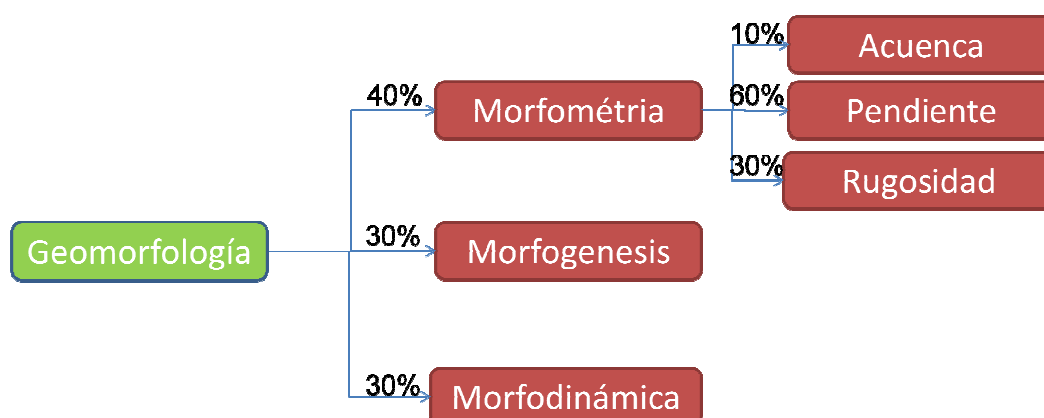 10%
Acuenca
40%
Morfométria
60%
Pendiente
30%
Rugosidad
Geomorfología
30%
Morfogenesis
30%
Morfodinámica